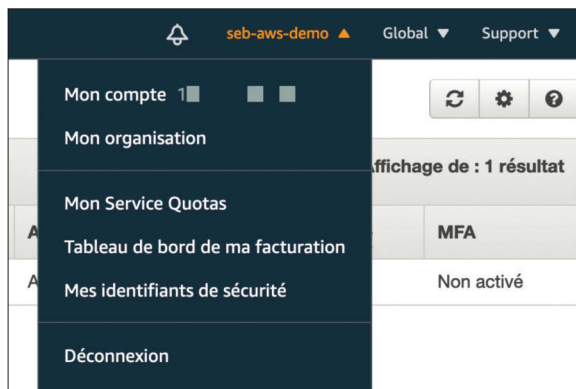 seb-aws-demo ▲ Global ▼ Support ▼
Mon compte 1
Mon organisation
Affichage de : 1 résultat
Mon Service Quotas
A MFA
Tableau de bord de ma facturation
A Non activé
Mes identifiants de sécurité
Déconnexion